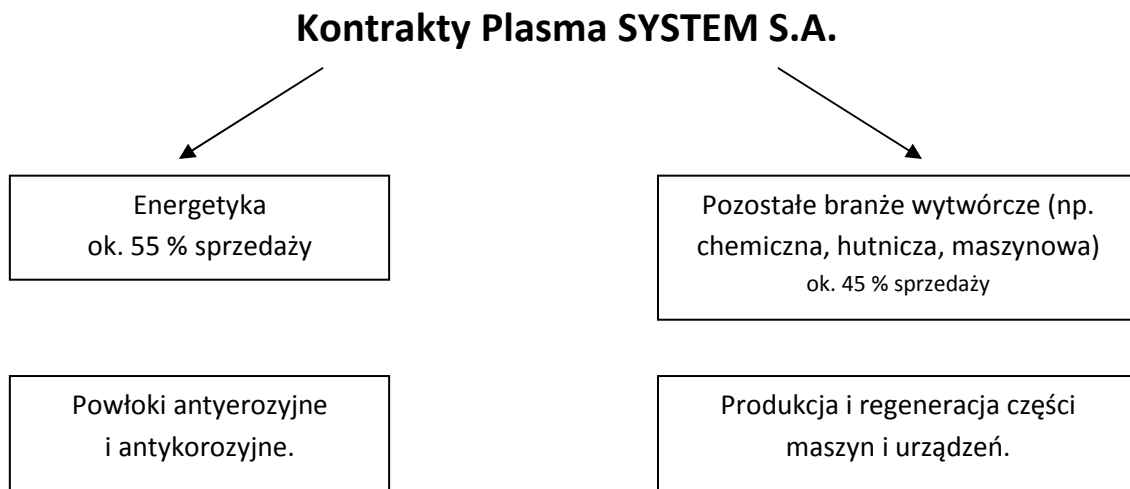 Kontrakty Plasma SYSTEM S.A.
Energetyka
ok. 55 % sprzedaży
Pozostałe branże wytwórcze (np.
chemiczna, hutnicza, maszynowa)
ok. 45 % sprzedaży
Powłoki antyerozyjne
i antykorozyjne.
Produkcja i regeneracja części
maszyn i urządzeń.